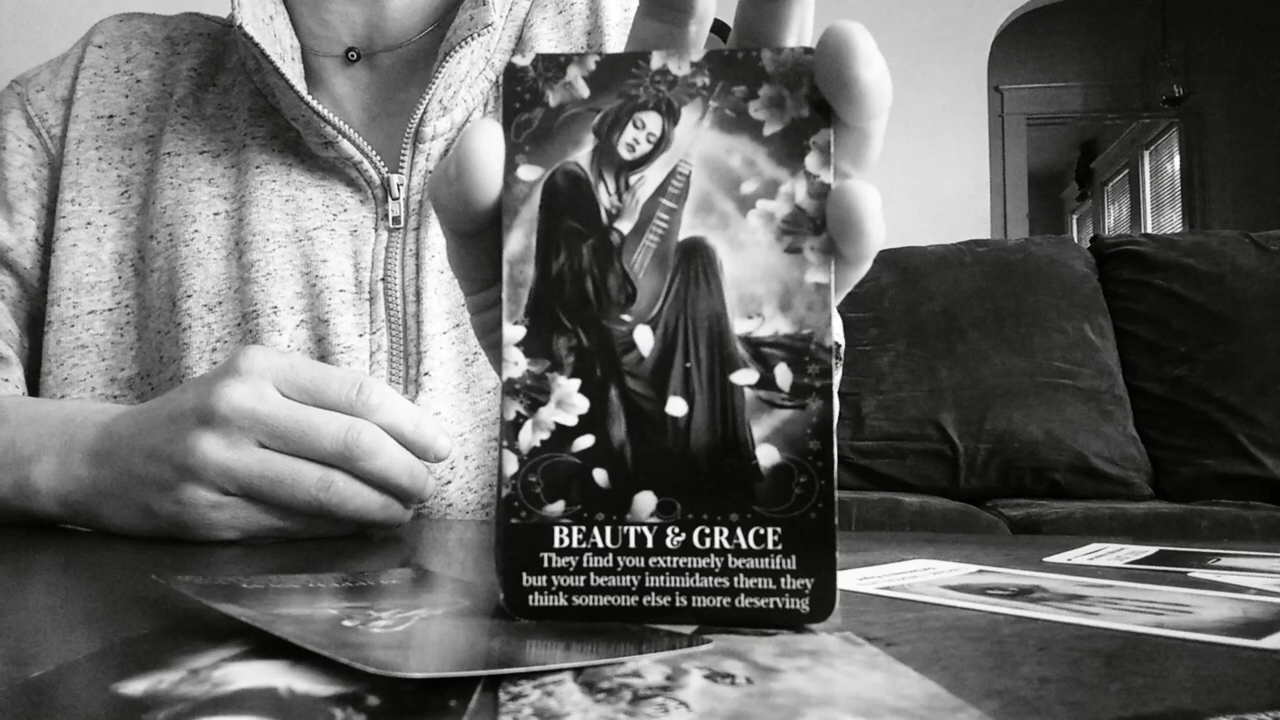 BEAUTY & GRACE
They find you extremely beautiful
but your beauty intimidates them. they
think someone else is more deserving